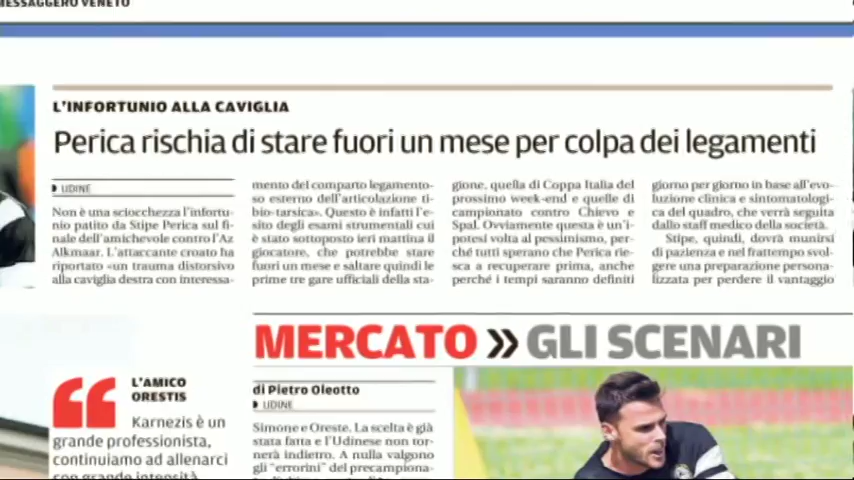 MESSAGGERO VENETO
L'INFORTUNIO ALLA CAVIGLIA
Perica rischia di stare fuori un mese per colpa dei legamenti
UDINE
Non è una sciocchezza l'infortu-
nio patito da Stipe Perica sul fi-
nale dell'amichevole contro l'Az
Alkmaar. L'attaccante croato ha
riportato «un trauma distorsivo
alla caviglia destra con interessa-
mento del comparto legamento-
so esterno dell'articolazione ti-
bio-tarsica». Questo è infatti l'e-
sito degli esami strumentali cui
è stato sottoposto ieri mattina il
giocatore, che potrebbe stare
fuori un mese e saltare quindi le
prime tre gare ufficiali della sta-
gione, quella di Coppa Italia del
prossimo week-end e quelle di
campionato contro Chievo e
Spal. Ovviamente questa è un'i-
potesi volta al pessimismo, per-
ché tutti sperano che Perica rie-
sca a recuperare prima, anche
perché i tempi saranno definiti
giorno per giorno in base all'evo-
luzione clinica e sintomatologi-
ca del quadro, che verrà seguita
dallo staff medico della società.
Stipe, quindi, dovrà munirsi
di pazienza e nel frattempo svol-
gere una preparazione persona-
lizzata per perdere il vantaggio
MERCATO » GLI SCENARI
“ L'AMICO
ORESTIS
Karnezis è un
grande professionista,
continuiamo ad allenarci
con grande intensità
di Pietro Oleotto
UDINE
Simone e Oreste. La scelta è già
stata fatta e l'Udinese non tor-
nerà indietro. A nulla valgono
gli "errorini" del precampiona-